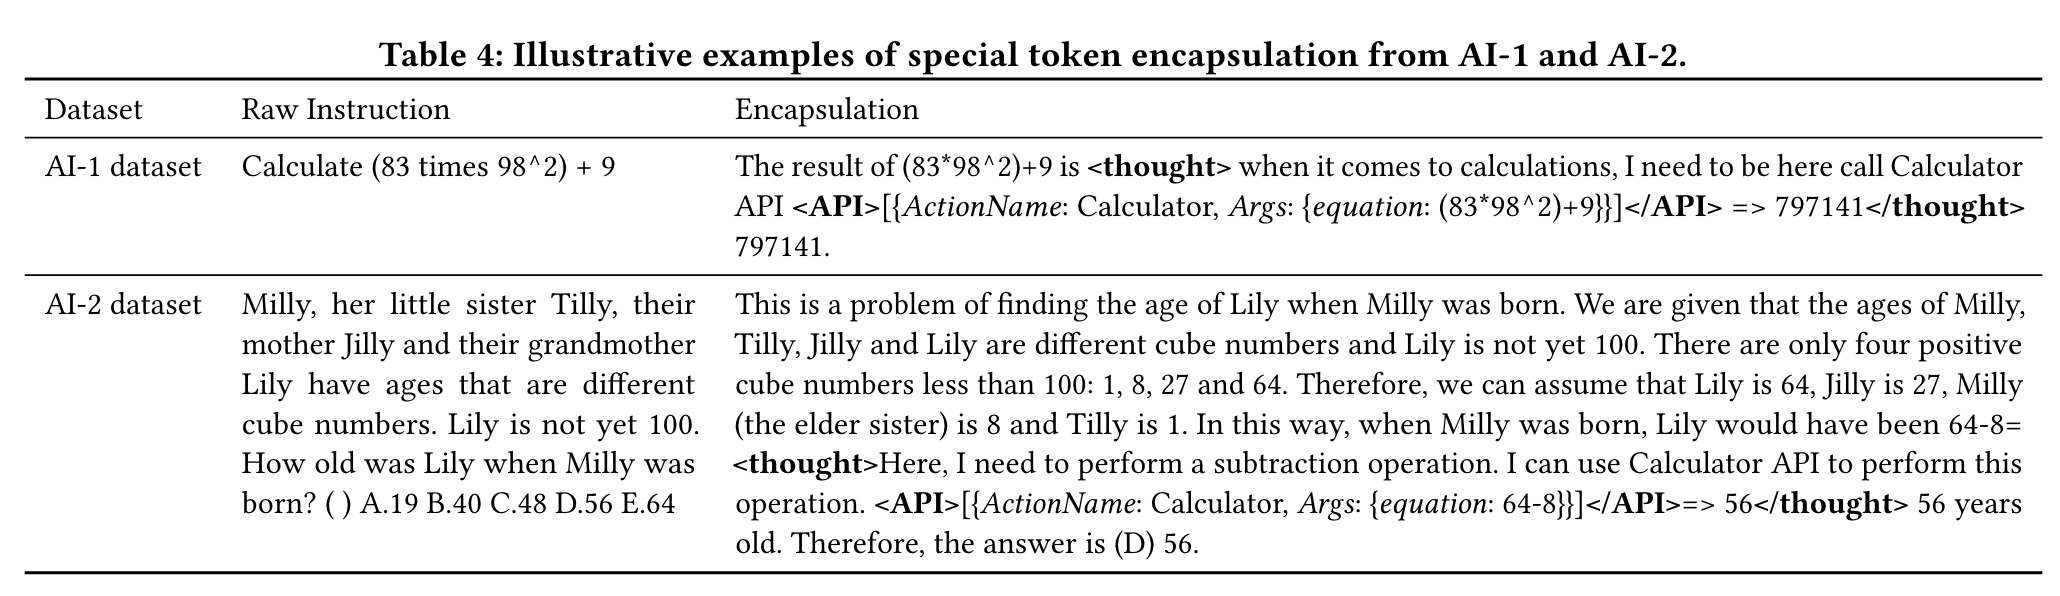 Table 4: Illustrative examples of special token encapsulation from AI-1 and AI-2.
Dataset Raw Instruction Encapsulation
AI-1 dataset Calculate (83 times 98^2) + 9
The result of (83*98^2)+9 is <thought> when it comes to calculations, I need to be here call Calculator
API <API>[{ActionName: Calculator, Args: {equation: (83*98^2)+9}}]</API> => 797141</thought>
797141.
AI-2 dataset
Milly, her little sister Tilly, their
mother Jilly and their grandmother
Lily have ages that are different
cube numbers. Lily is not yet 100.
How old was Lily when Milly was
born? ( ) A.19 B.40 C.48 D.56 E.64
This is a problem of finding the age of Lily when Milly was born. We are given that the ages of Milly,
Tilly, Jilly and Lily are different cube numbers and Lily is not yet 100. There are only four positive
cube numbers less than 100: 1, 8, 27 and 64. Therefore, we can assume that Lily is 64, Jilly is 27, Milly
(the elder sister) is 8 and Tilly is 1. In this way, when Milly was born, Lily would have been 64-8=
<thought>Here, I need to perform a subtraction operation. I can use Calculator API to perform this
operation. <API>[{ActionName: Calculator, Args: {equation: 64-8}}]</API>=> 56</thought> 56 years
old. Therefore, the answer is (D) 56.